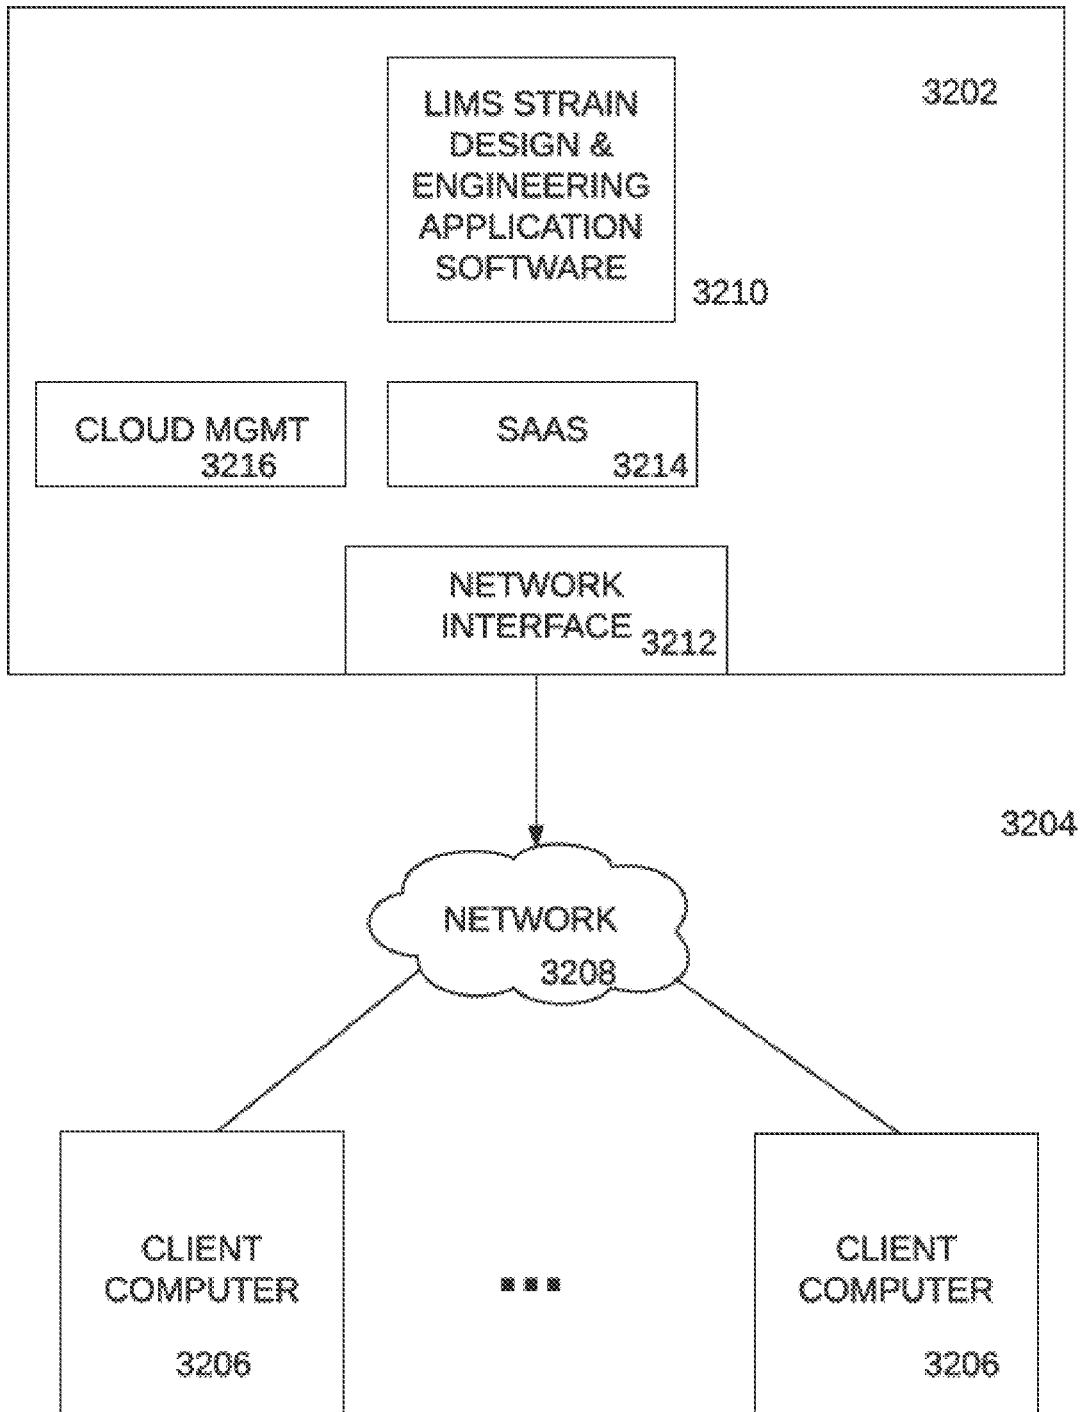 3202
LIMS STRAIN
DESIGN &
ENGINEERING
APPLICATION
SOFTWARE
3210
CLOUD MGMT
3216
SAAS
3214
NETWORK
INTERFACE
3212
3204
NETWORK
3208
CLIENT
COMPUTER
3206
CLIENT
COMPUTER
3206